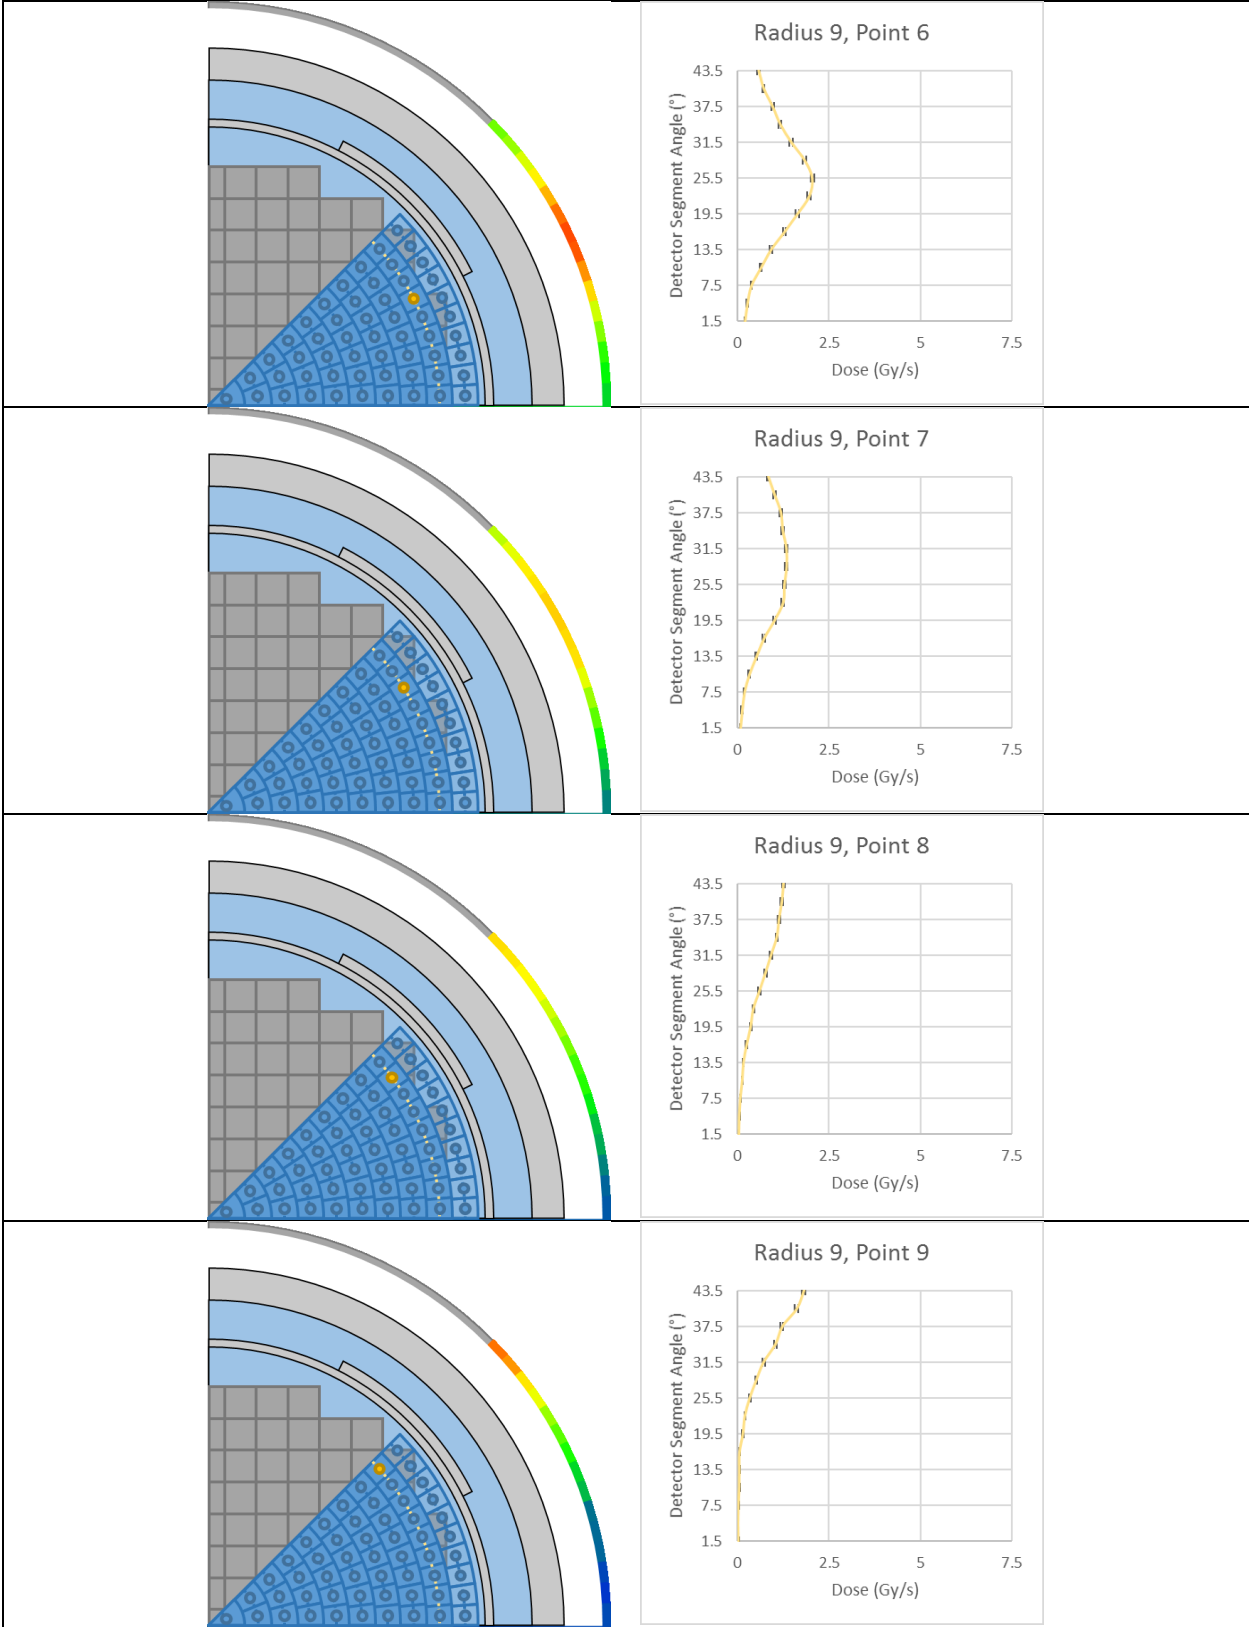 Radius 9, Point 6
Detector Segment Angle (°)
43.5
37.5
31.5
25.5
19.5
13.5
7.5
1.5
0 2.5 5 7.5
Dose (Gy/s)
Radius 9, Point 7
Detector Segment Angle (°)
43.5
37.5
31.5
25.5
19.5
13.5
7.5
1.5
0 2.5 5 7.5
Dose (Gy/s)
Radius 9, Point 8
Detector Segment Angle (°)
43.5
37.5
31.5
25.5
19.5
13.5
7.5
1.5
0 2.5 5 7.5
Dose (Gy/s)
Radius 9, Point 9
Detector Segment Angle (°)
43.5
37.5
31.5
25.5
19.5
13.5
7.5
1.5
0 2.5 5 7.5
Dose (Gy/s)